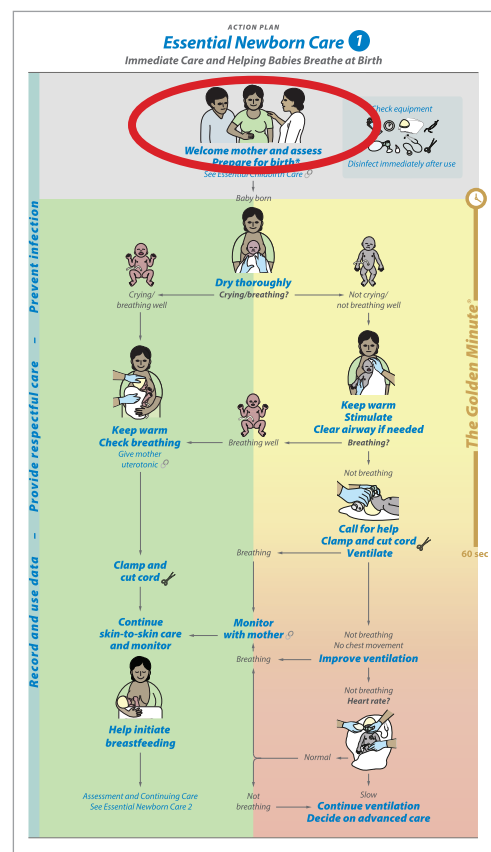 ACTION PLAN
Essential Newborn Care 1
Immediate Care and Helping Babies Breathe at Birth
Check equipment
Disinfect immediately after use
Welcome mother and assess
Prepare for birth*
See Essential Childbirth Care
Baby born
Dry thoroughly
Crying/breathing?
Crying/
breathing well
Not crying/
not breathing well
Keep warm
Check breathing
Give mother
uterotonic
Breathing well
Keep warm
Stimulate
Clear airway if needed
Breathing?
Not breathing
Call for help
Clamp and cut cord
Ventilate
Breathing
Clamp and
cut cord
Continue
skin-to-skin care
and monitor
Monitor
with mother
Not breathing
No chest movement
Improve ventilation
Breathing
Not breathing
Heart rate?
Help initiate
breastfeeding
Normal
Assessment and Continuing Care
See Essential Newborn Care 2
Not
breathing
Slow
Continue ventilation
Decide on advanced care
Record and use data – Provide respectful care – Prevent infection
The Golden Minute®
60 sec